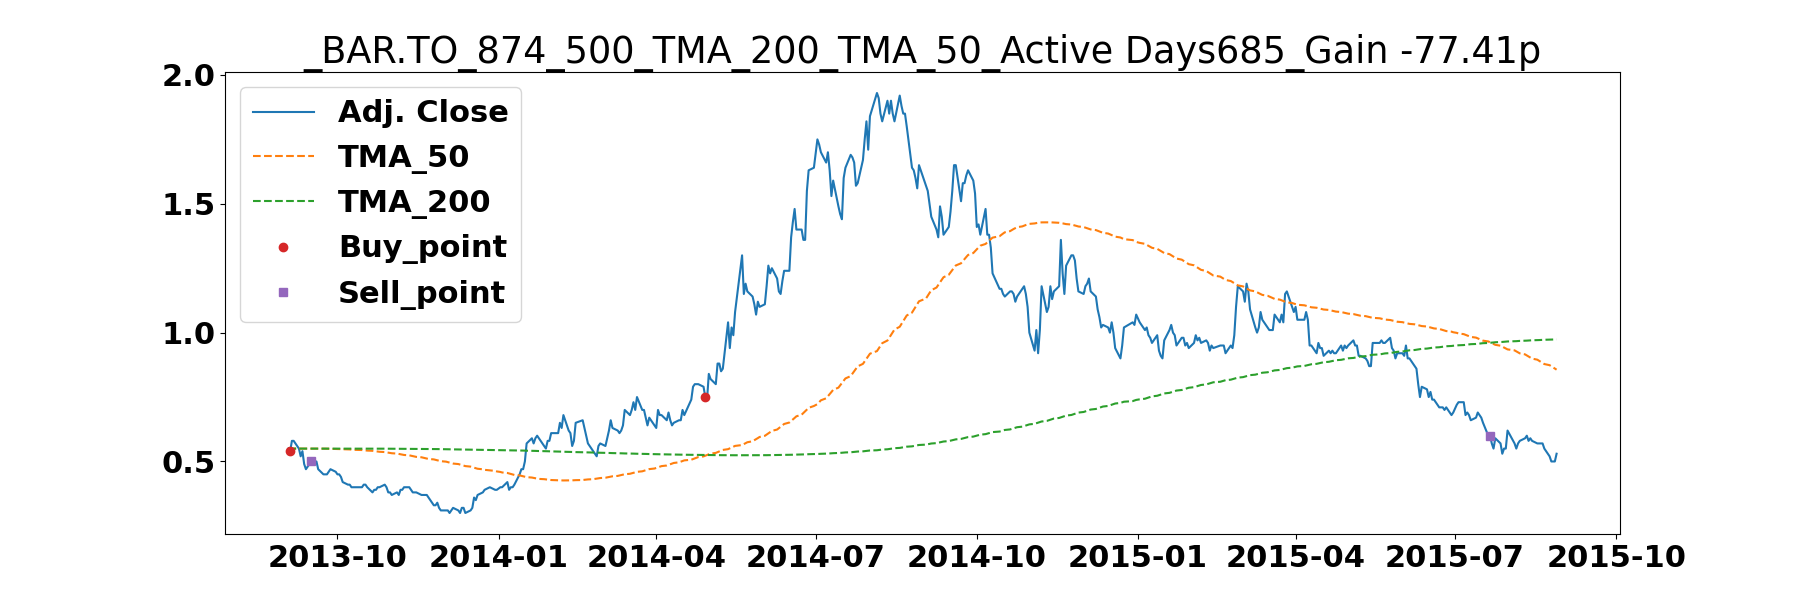 _BAR.TO_874_500_TMA_200_TMA_50_Active Days685_Gain -77.41p
2.0
1.5
1.0
0.5
Adj. Close
TMA_50
TMA_200
Buy_point
Sell_point
2013-10 2014-01 2014-04 2014-07 2014-10 2015-01 2015-04 2015-07 2015-10